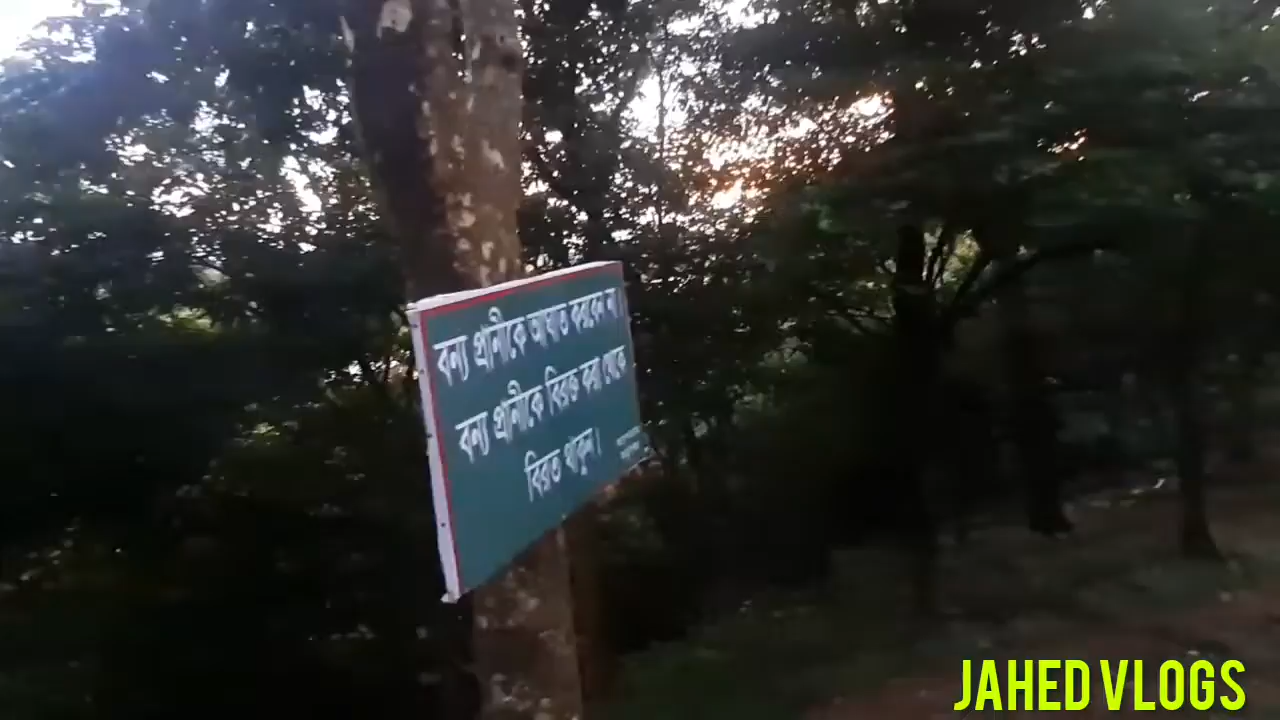 বন্য প্রানীকে আঘাত করবেন না।
বন্য প্রানীকে বিরক্ত করা থেকে
বিরত থাকুন।
JAHED VLOGS